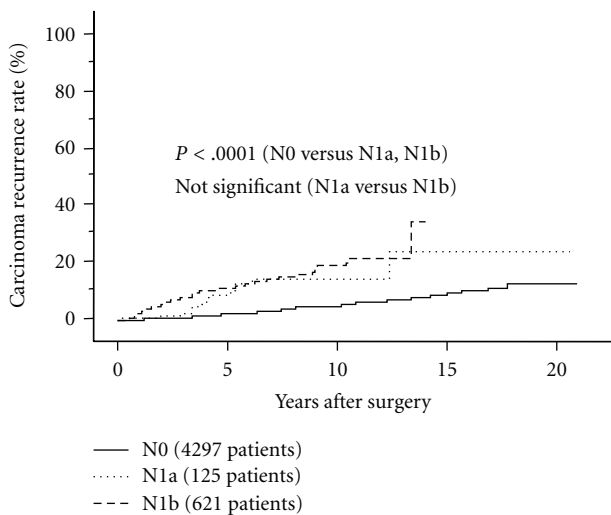 100
80
60
40
20
0
Carcinoma recurrence rate (%)
P < .0001 (N0 versus N1a, N1b)
Not significant (N1a versus N1b)
0 5 10 15 20
Years after surgery
N0 (4297 patients)
N1a (125 patients)
N1b (621 patients)